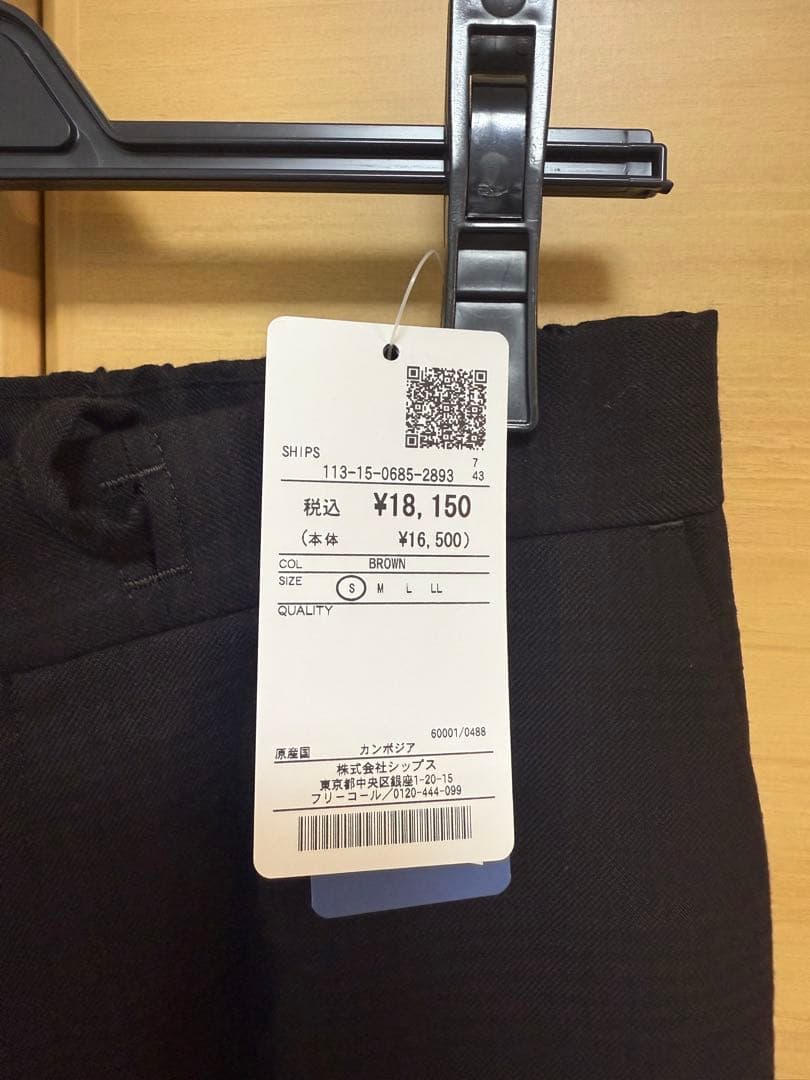 SHIPS
113-15-0685-2893
7
43
税込 ¥18,150
(本体 ¥16,500)
COL BROWN
SIZE S M L LL
QUALITY
60001/0488
原産国 カンボジア
株式会社シップス
東京都中央区銀座1-20-15
フリーコール/0120-444-099